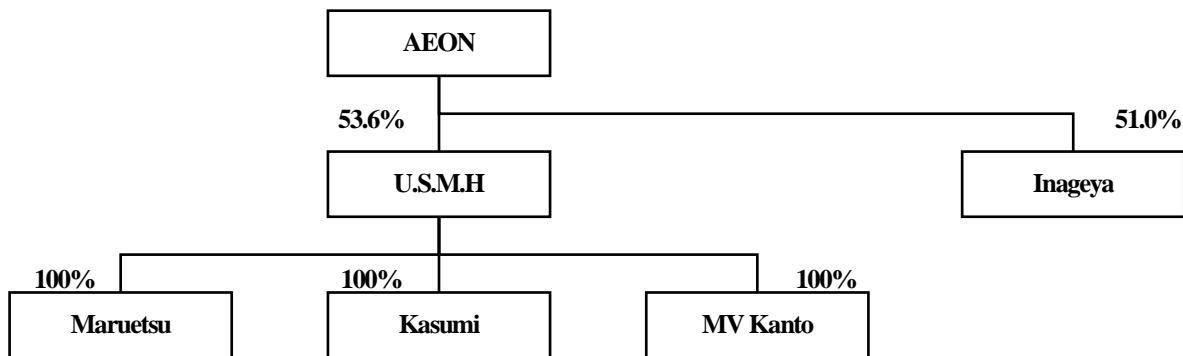 AEON
53.6%
51.0%
U.S.M.H
Inageya
100%
100%
100%
Maruetsu
Kasumi
MV Kanto